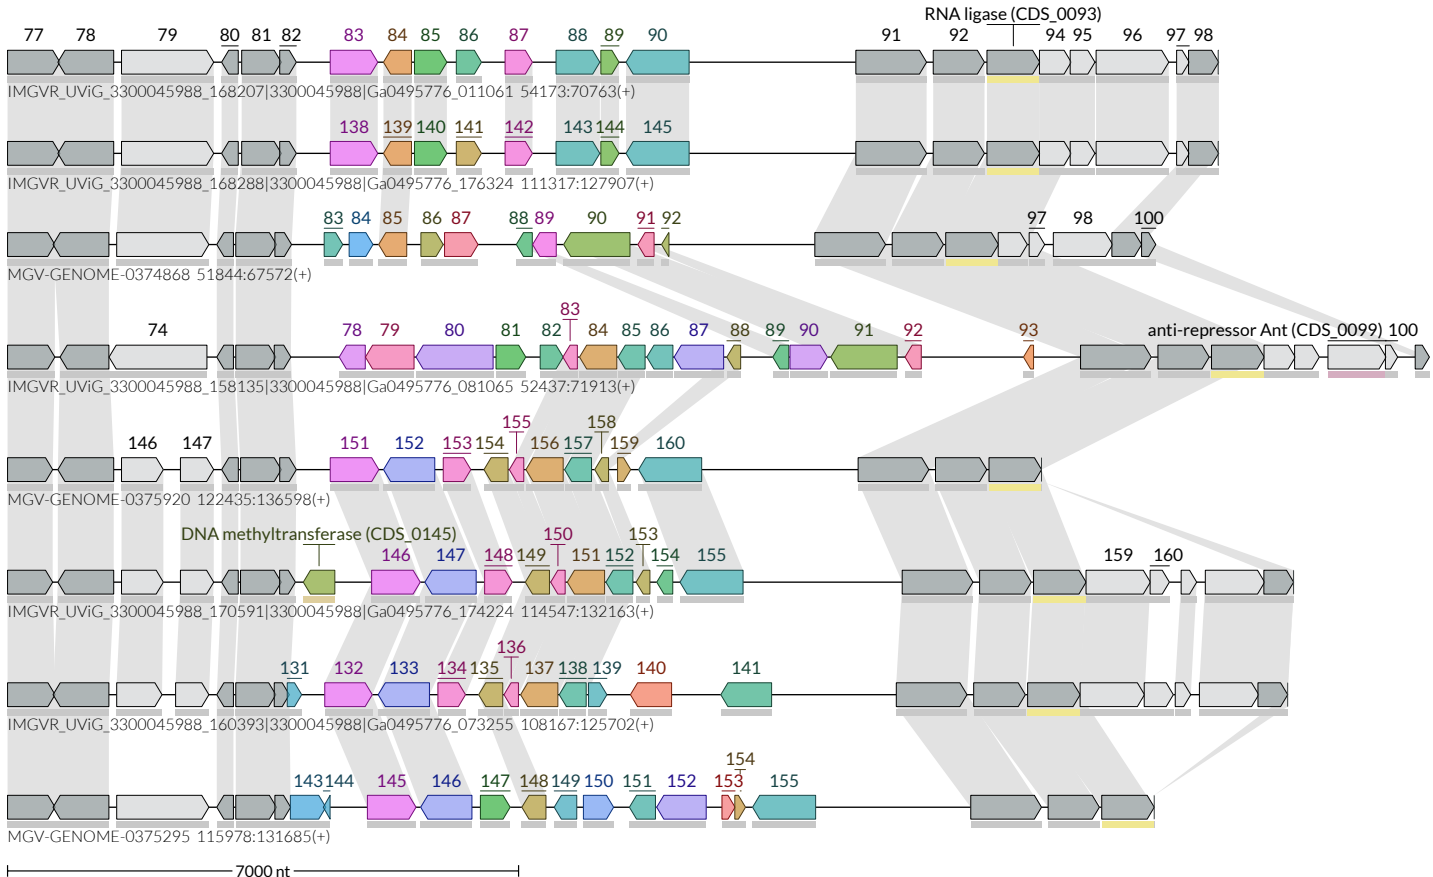 RNA ligase (CDS_0093)
77 78 79 80 81 82 83 84 85 86 87 88 89 90 91 92 94 95 96 97 98
IMGVR_UViG_3300045988_168207|3300045988|Ga0495776_011061 54173:70763(+)
138 139 140 141 142 143 144 145
IMGVR_UViG_3300045988_168288|3300045988|Ga0495776_176324 111317:127907(+)
83 84 85 86 87 88 89 90 91 92 97 98 100
MGV-GENOME-0374868 51844:67572(+)
83
74 78 79 80 81 82 84 85 86 87 88 89 90 91 92 93 anti-repressor Ant (CDS_0099) 100
IMGVR_UViG_3300045988_158135|3300045988|Ga0495776_081065 52437:71913(+)
155 158
146 147 151 152 153 154 156 157 159 160
MGV-GENOME-0375920 122435:136598(+)
DNA methyltransferase (CDS_0145) 150 153
146 147 148 149 151 152 154 155 159 160
IMGVR_UViG_3300045988_170591|3300045988|Ga0495776_174224 114547:132163(+)
136
131 132 133 134 135 137 138 139 140 141
IMGVR_UViG_3300045988_160393|3300045988|Ga0495776_073255 108167:125702(+)
154
143 144 145 146 147 148 149 150 151 152 153 155
MGV-GENOME-0375295 115978:131685(+)
7000 nt